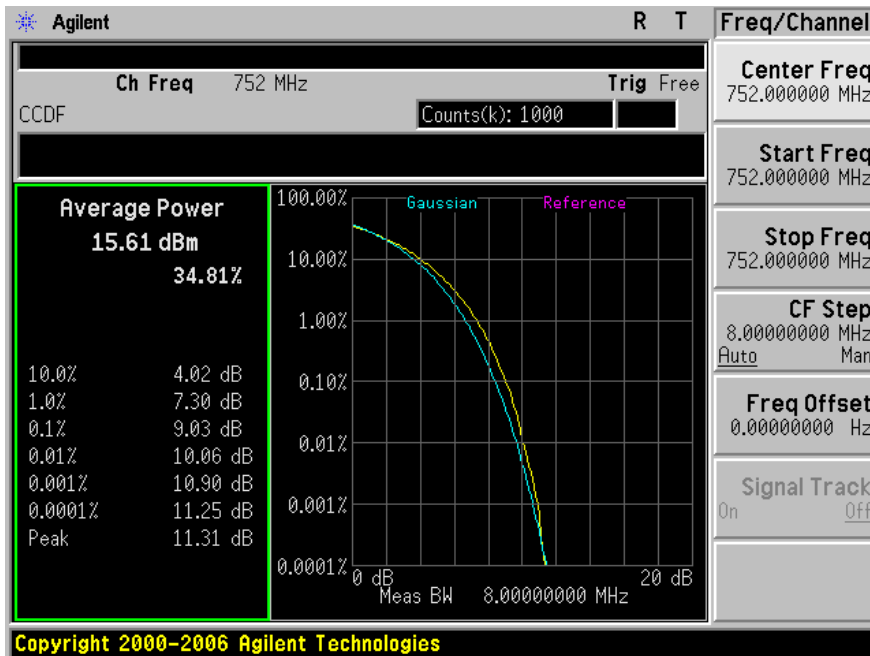 Agilent R T Freq/Channel
Ch Freq 752 MHz Trig Free
CCDF Counts(k): 1000
Center Freq
752.000000 MHz
Start Freq
752.000000 MHz
Stop Freq
752.000000 MHz
CF Step
8.00000000 MHz
Auto Man
Freq Offset
0.00000000 Hz
Signal Track
On Off
Average Power
15.61 dBm
34.81%
10.0% 4.02 dB
1.0% 7.30 dB
0.1% 9.03 dB
0.01% 10.06 dB
0.001% 10.90 dB
0.0001% 11.25 dB
Peak 11.31 dB
Gaussian Reference
100.00%
10.00%
1.00%
0.10%
0.01%
0.001%
0.0001%
0 dB 20 dB
Meas BW 8.00000000 MHz
Copyright 2000-2006 Agilent Technologies